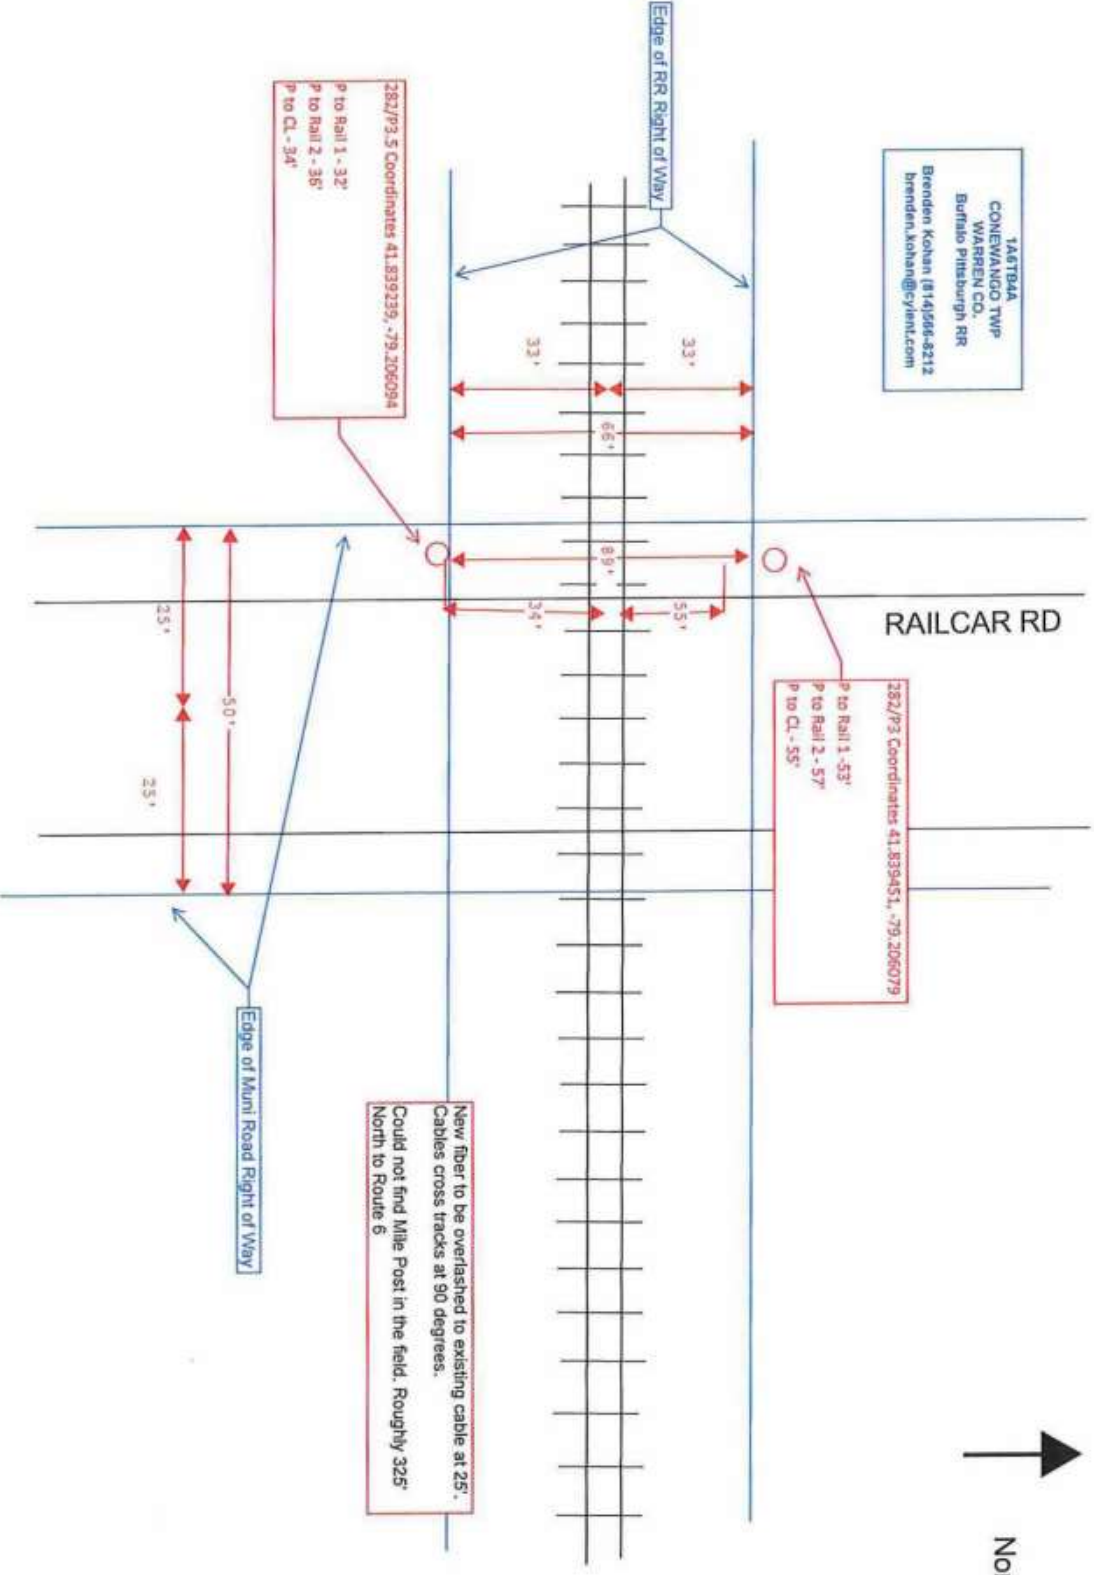 1A6TB4A
CONEWANGO TWP
WARREN CO.
Buffalo Pittsburgh RR
Brenden Kohan (814)566-8212
brenden.kohan@cyient.com
Edge of RR Right of Way
282/P3.5 Coordinates 41.839239, -79.206094
P to Rail 1 - 32'
P to Rail 2 - 36'
P to CL - 34'
33'
33'
66'
89'
55'
34'
RAILCAR RD
282/P3 Coordinates 41.839451, -79.206079
P to Rail 1 -53'
P to Rail 2 - 57'
P to CL - 55'
25'
50'
25'
Edge of Muni Road Right of Way
New fiber to be overlashed to existing cable at 25'.
Cables cross tracks at 90 degrees.
Could not find Mile Post in the field. Roughly 325'
North to Route 6